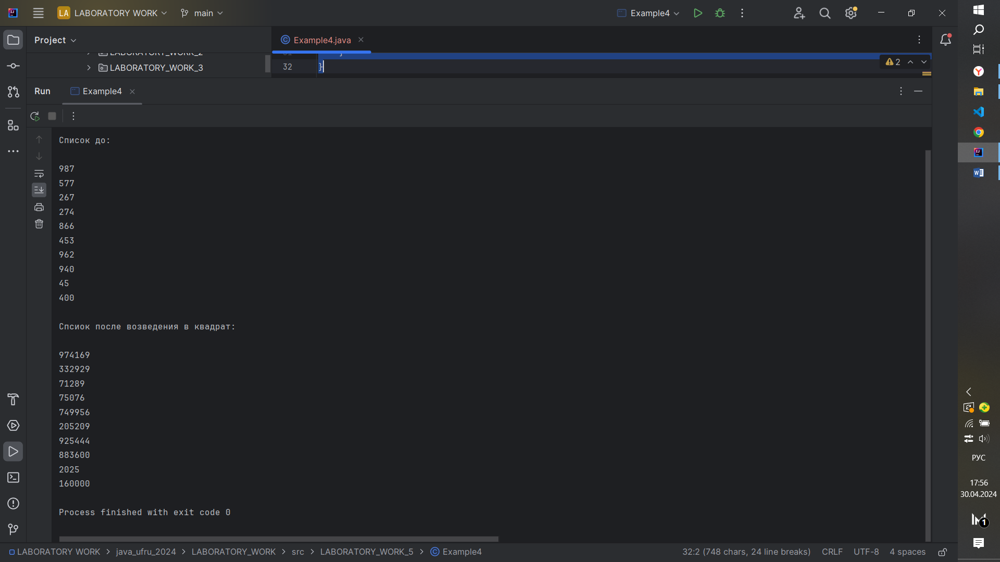 LA LABORATORY WORK main Example4
Project Example4.java
LABORATORY_WORK_2
31 }
LABORATORY_WORK_3 32 } 2
Run Example4
Список до:
987
577
267
274
866
453
962
940
45
400
Спсиок после возведения в квадрат:
974169
332929
71289
75076
749956
205209
925444
883600
2025
160000
Process finished with exit code 0
LABORATORY WORK > java_ufru_2024 > LABORATORY_WORK > src > LABORATORY_WORK_5 > Example4 32:2 (748 chars, 24 line breaks) CRLF UTF-8 4 spaces
РУС
17:56
30.04.2024
1